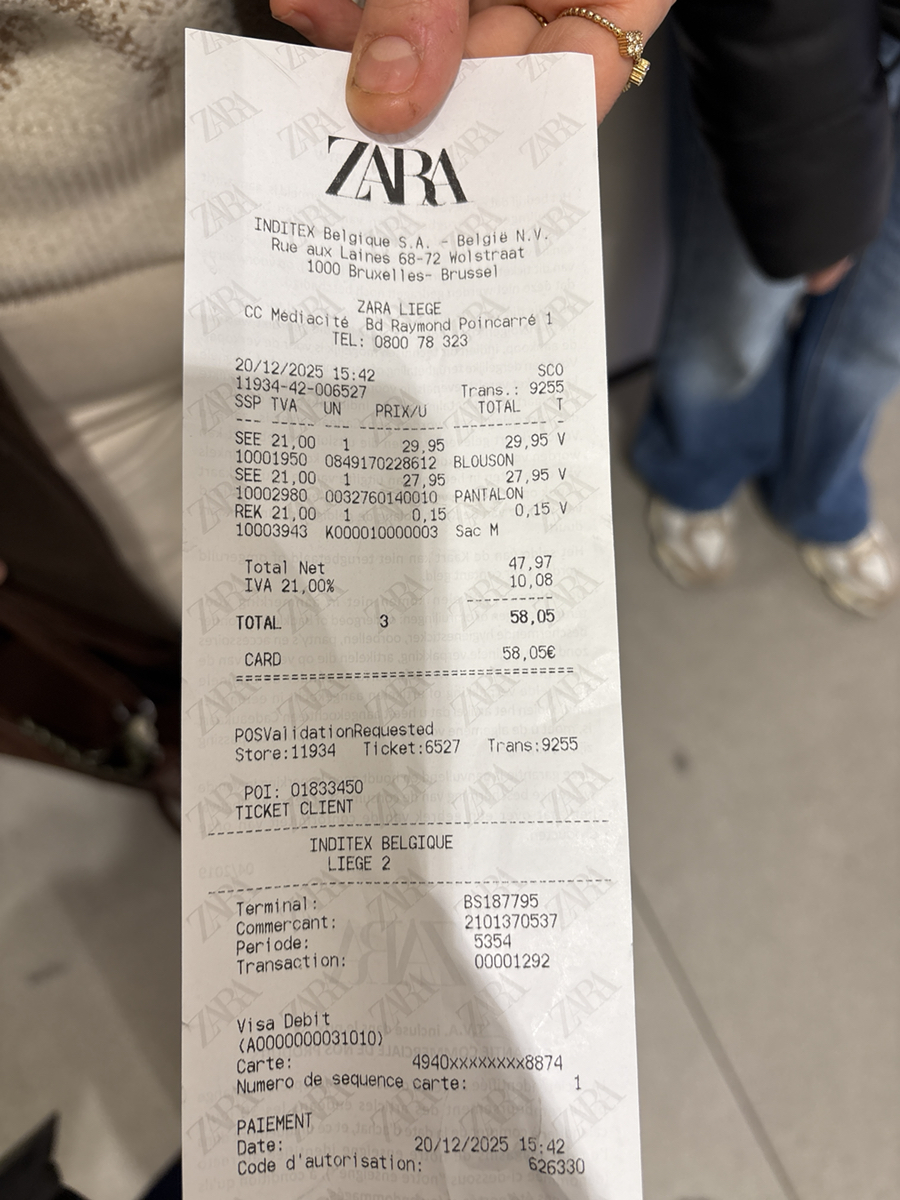 ZARA
INDITEX Belgique S.A. - België N.V.
Rue aux Laines 68-72 Wolstraat
1000 Bruxelles- Brussel
ZARA LIEGE
CC Médiacité Bd Raymond Poincarré 1
TEL: 0800 78 323
20/12/2025 15:42 SCO
11934-42-006527 Trans.: 9255
SSP TVA UN PRIX/U TOTAL T
SEE 21,00 1 29,95 29,95 V
10001950 0849170228612 BLOUSON
SEE 21,00 1 27,95 27,95 V
10002980 0032760140010 PANTALON
REK 21,00 1 0,15 0,15 V
10003943 K000010000003 Sac M
Total Net 47,97
IVA 21,00% 10,08
TOTAL 3 58,05
CARD 58,05€
POSValidationRequested
Store:11934 Ticket:6527 Trans:9255
POI: 01833450
TICKET CLIENT
INDITEX BELGIQUE
LIEGE 2
Terminal: BS187795
Commercant: 2101370537
Periode: 5354
Transaction: 00001292
Visa Debit
(A0000000031010)
Carte: 4940xxxxxxxx8874
Numero de sequence carte: 1
PAIEMENT
Date: 20/12/2025 15:42
Code d'autorisation: 626330